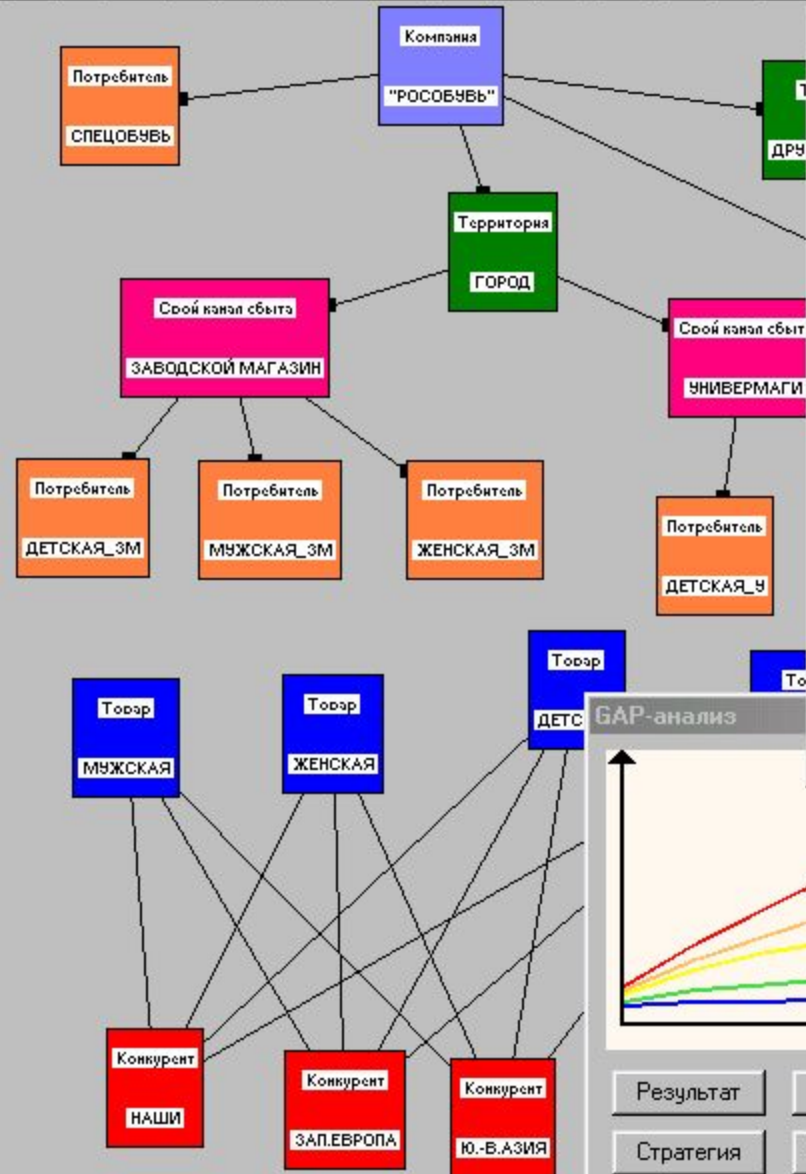 Компания
"РОСОБУВЬ"
Потребитель
СПЕЦОБУВЬ
Территория
ГОРОД
Свой канал сбыта
ЗАВОДСКОЙ МАГАЗИН
Свой канал сбыт
УНИВЕРМАГИ
Потребитель
ДЕТСКАЯ_ЗМ
Потребитель
МУЖСКАЯ_ЗМ
Потребитель
ЖЕНСКАЯ_ЗМ
Потребитель
ДЕТСКАЯ_У
Товар
МУЖСКАЯ
Товар
ЖЕНСКАЯ
Товар
ДЕТС
GAP-анализ
Конкурент
НАШИ
Конкурент
ЗАП.ЕВРОПА
Конкурент
Ю.-В.АЗИЯ
Результат
Стратегия